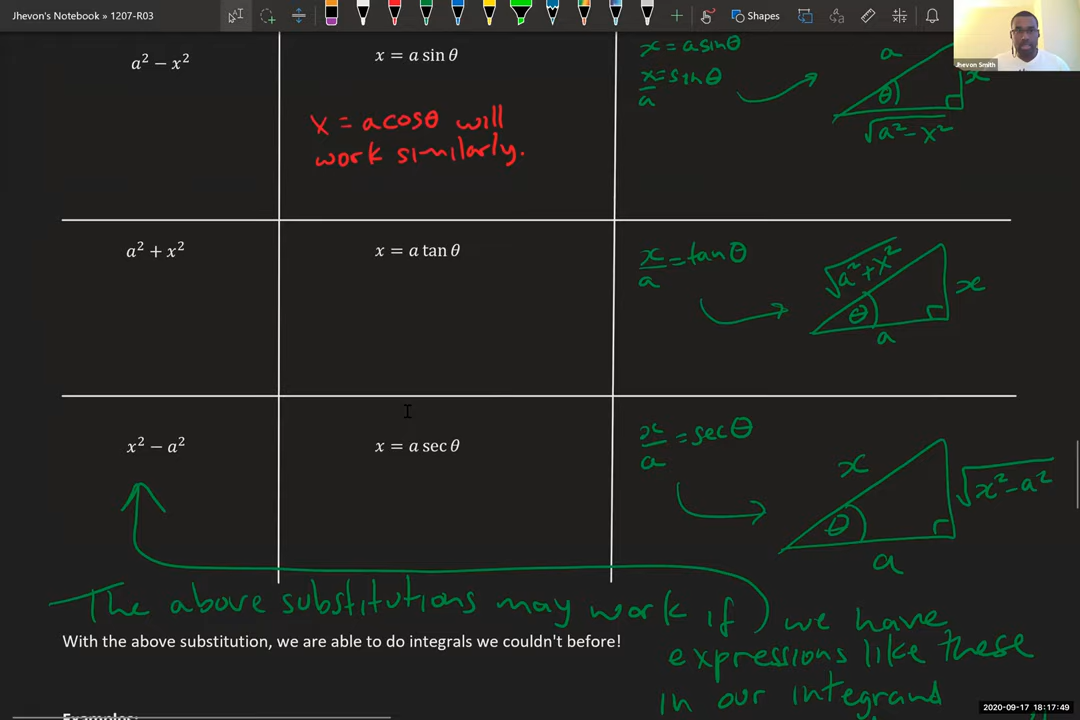 Jhevon's Notebook » 1207-R03
Shapes
Jhevon Smith
a² − x²
x = a sin θ
x = a cosθ will
work similarly.
x = a sinθ
x/a = sinθ
a
θ
x
√a² − x²
a² + x²
x = a tan θ
x/a = tanθ
√a² + x²
θ
x
a
x² − a²
x = a sec θ
x/a = secθ
x
√x² − a²
θ
a
The above substitutions may work if we have
expressions like these
in our integrand
With the above substitution, we are able to do integrals we couldn't before!
Examples:
2020-09-17 18:17:49